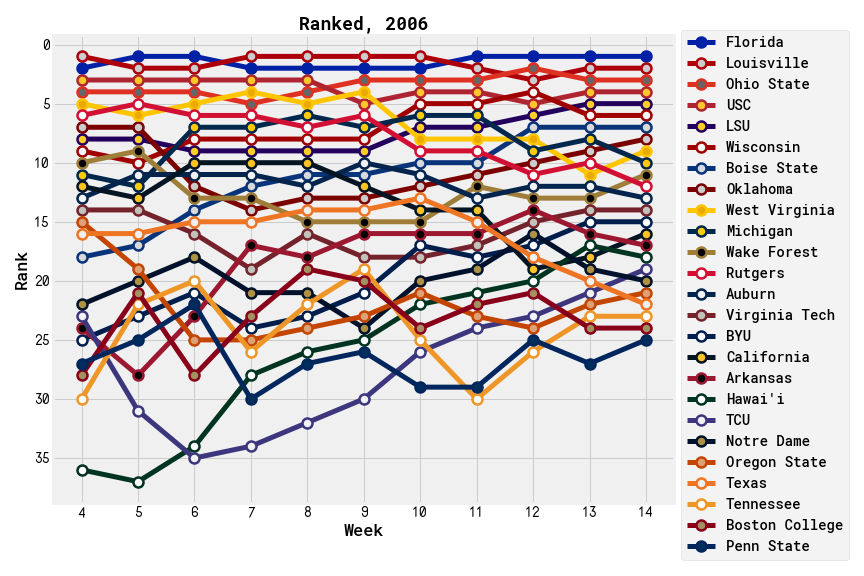 Ranked, 2006
0
5
10
15
20
25
30
35
Rank
4 5 6 7 8 9 10 11 12 13 14
Week
Florida
Louisville
Ohio State
USC
LSU
Wisconsin
Boise State
Oklahoma
West Virginia
Michigan
Wake Forest
Rutgers
Auburn
Virginia Tech
BYU
California
Arkansas
Hawai'i
TCU
Notre Dame
Oregon State
Texas
Tennessee
Boston College
Penn State